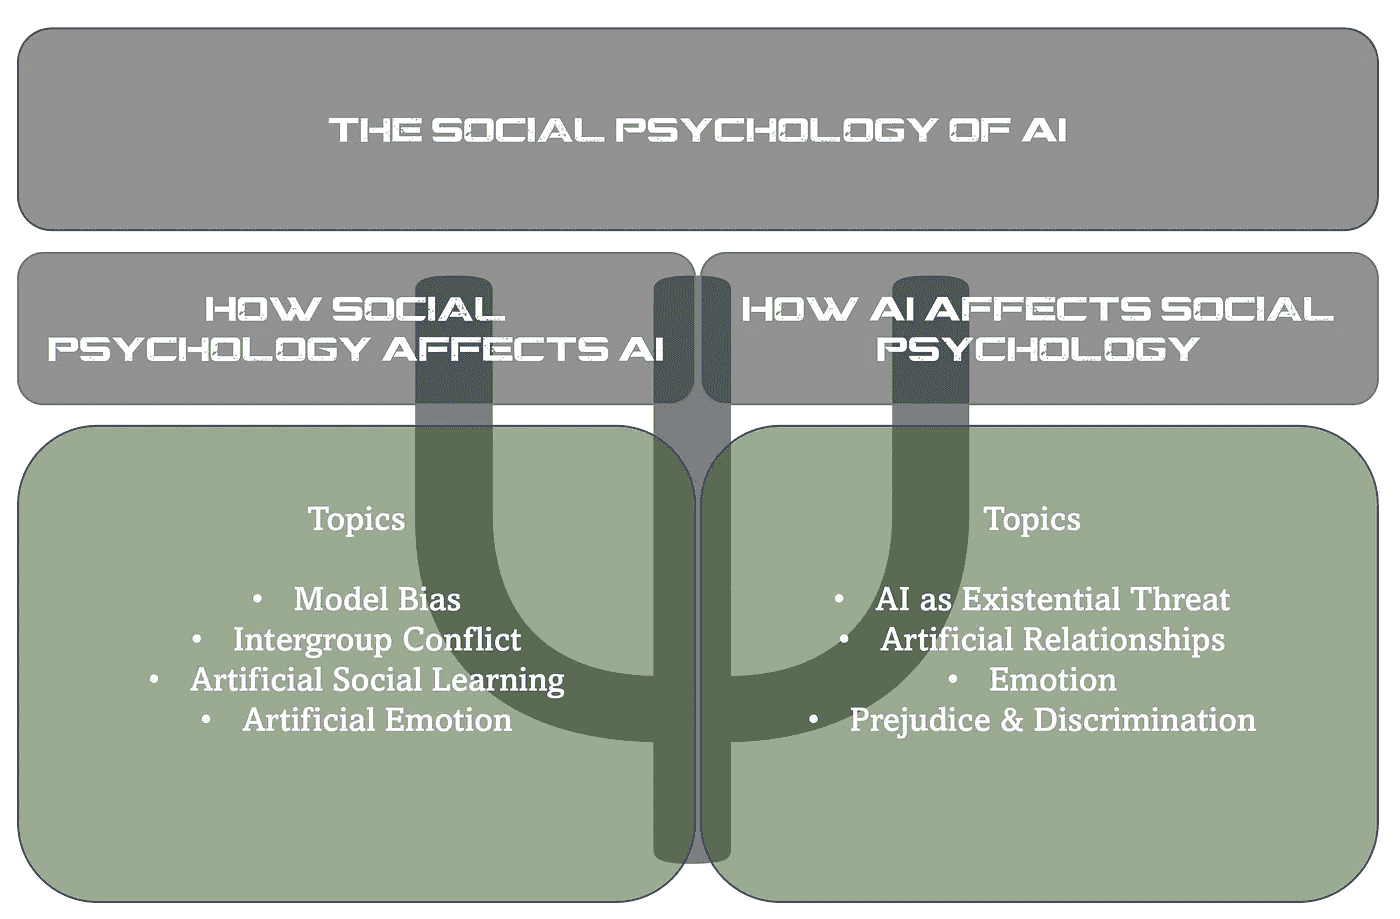 THE SOCIAL PSYCHOLOGY OF AI
HOW SOCIAL
PSYCHOLOGY AFFECTS AI
HOW AI AFFECTS SOCIAL
PSYCHOLOGY
Topics
• Model Bias
• Intergroup Conflict
• Artificial Social Learning
• Artificial Emotion
Topics
• AI as Existential Threat
• Artificial Relationships
• Emotion
• Prejudice & Discrimination